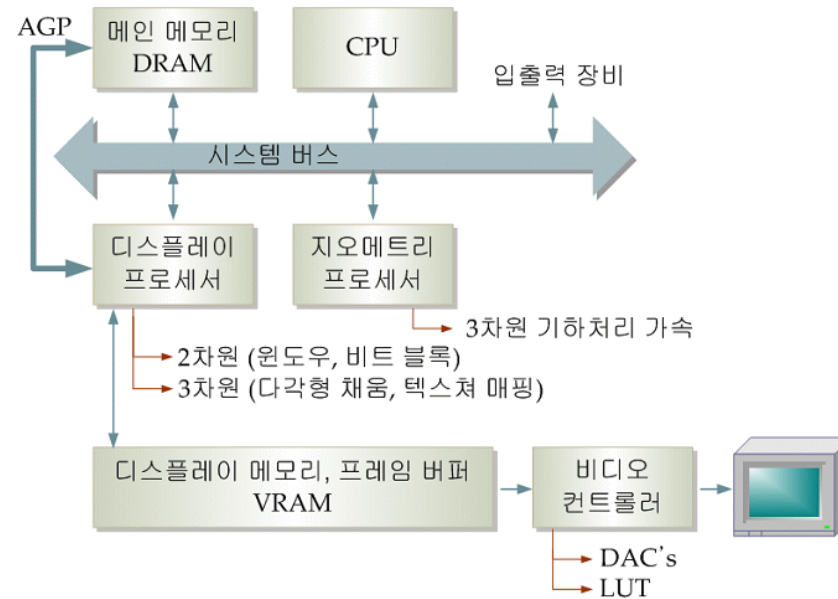 AGP
메인 메모리
DRAM
CPU
입출력 장비
시스템 버스
디스플레이
프로세서
지오메트리
프로세서
3차원 기하처리 가속
2차원 (윈도우, 비트 블록)
3차원 (다각형 채움, 텍스쳐 매핑)
디스플레이 메모리, 프레임 버퍼
VRAM
비디오
컨트롤러
DAC's
LUT